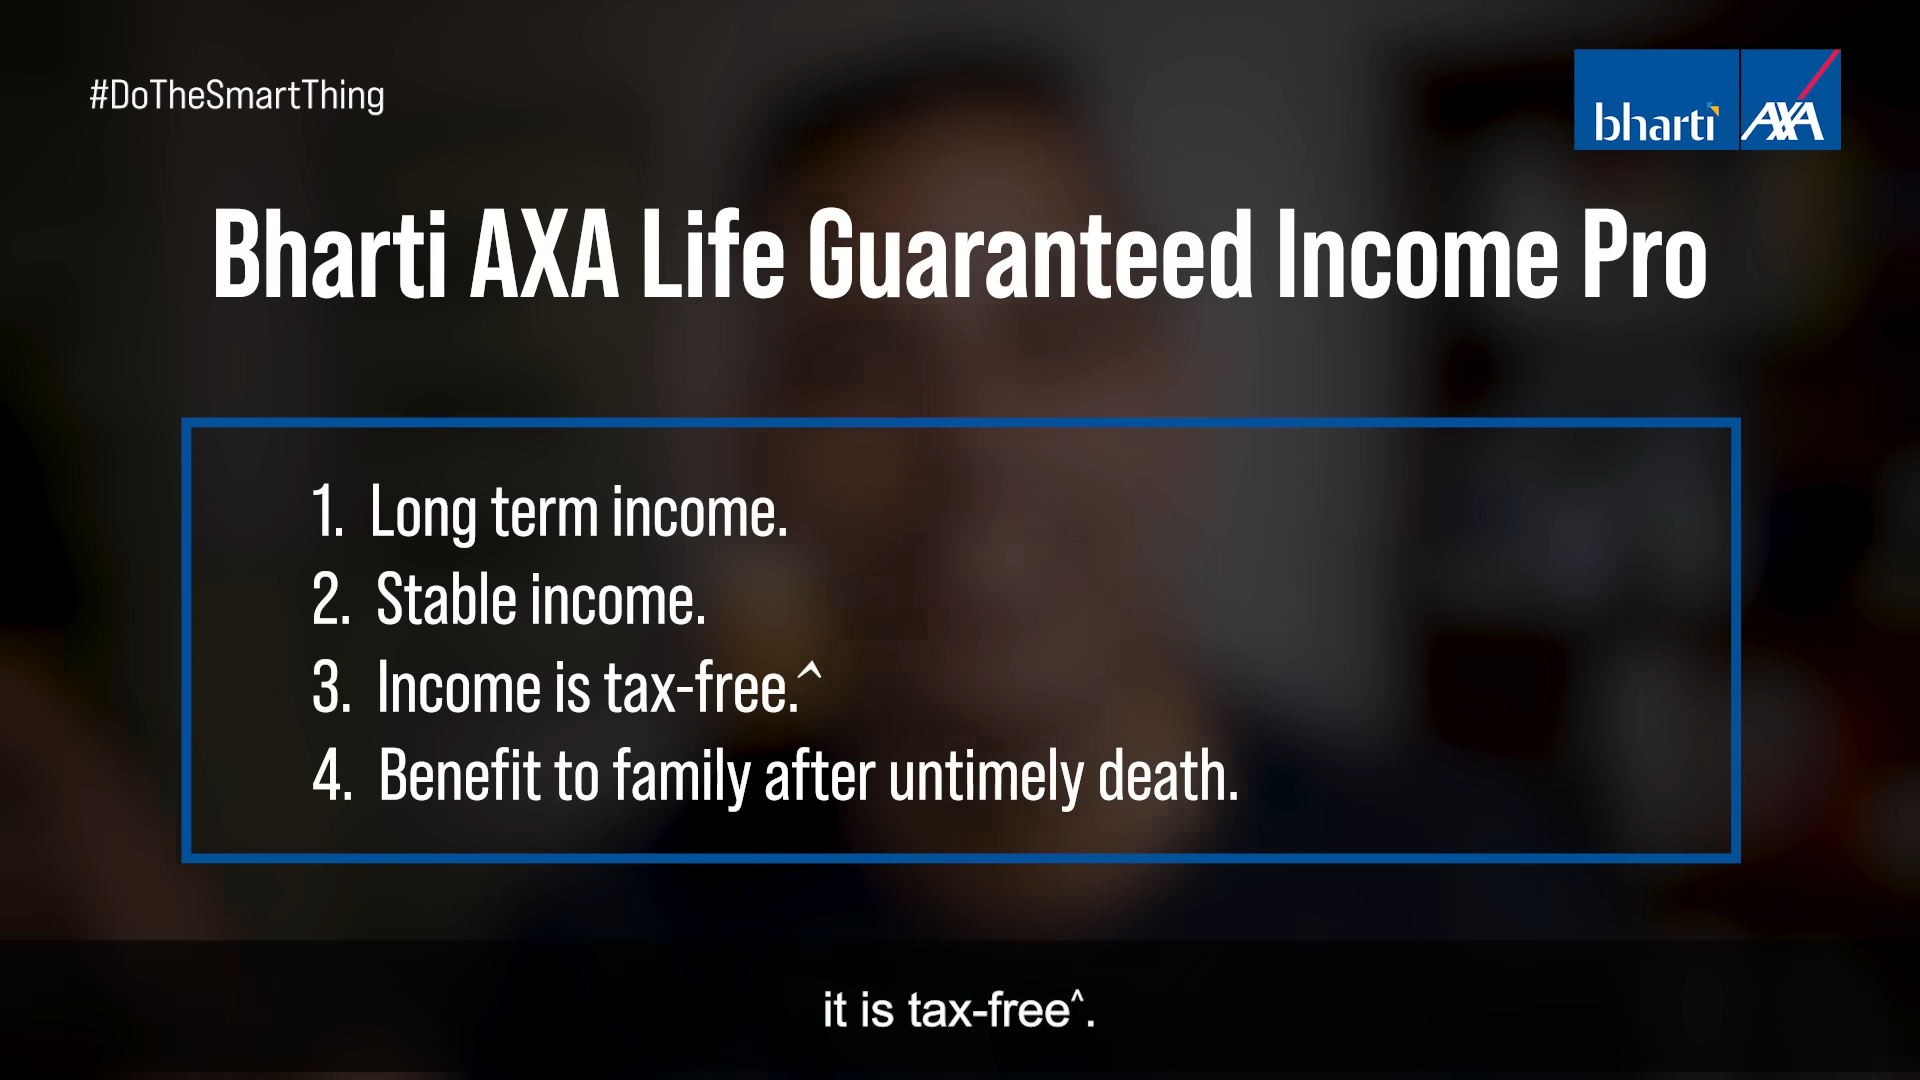 #DoTheSmartThing
bharti AXA
Bharti AXA Life Guaranteed Income Pro
1. Long term income.
2. Stable income.
3. Income is tax-free.^
4. Benefit to family after untimely death.
it is tax-free^.